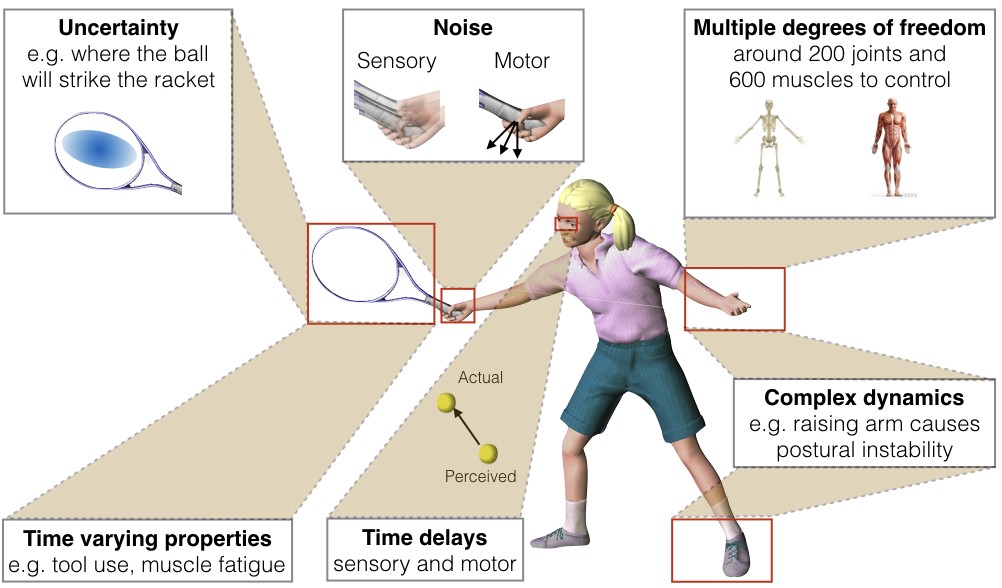 Uncertainty
e.g. where the ball
will strike the racket
Noise
Sensory
Motor
Multiple degrees of freedom
around 200 joints and
600 muscles to control
Actual
Perceived
Complex dynamics
e.g. raising arm causes
postural instability
Time varying properties
e.g. tool use, muscle fatigue
Time delays
sensory and motor